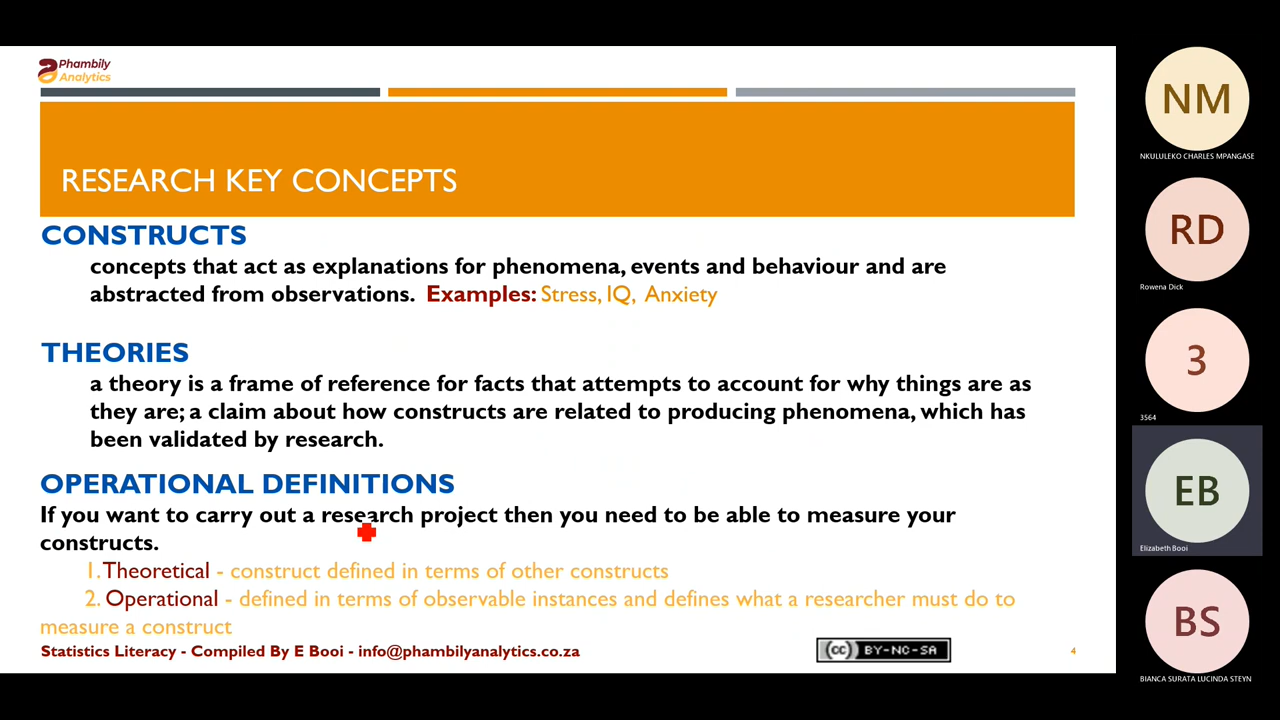 Phambily
Analytics
RESEARCH KEY CONCEPTS
CONSTRUCTS
concepts that act as explanations for phenomena, events and behaviour and are
abstracted from observations. Examples: Stress, IQ, Anxiety
THEORIES
a theory is a frame of reference for facts that attempts to account for why things are as
they are; a claim about how constructs are related to producing phenomena, which has
been validated by research.
OPERATIONAL DEFINITIONS
If you want to carry out a research project then you need to be able to measure your
constructs.
1. Theoretical - construct defined in terms of other constructs
2. Operational - defined in terms of observable instances and defines what a researcher must do to
measure a construct
Statistics Literacy - Compiled By E Booi - info@phambilyanalytics.co.za
cc BY-NC-SA
4
NM
NKULULEKO CHARLES MPANGASE
RD
Rowena Dick
3
3564
EB
Elizabeth Booi
BS
BIANCA SURATA LUCINDA STEYN